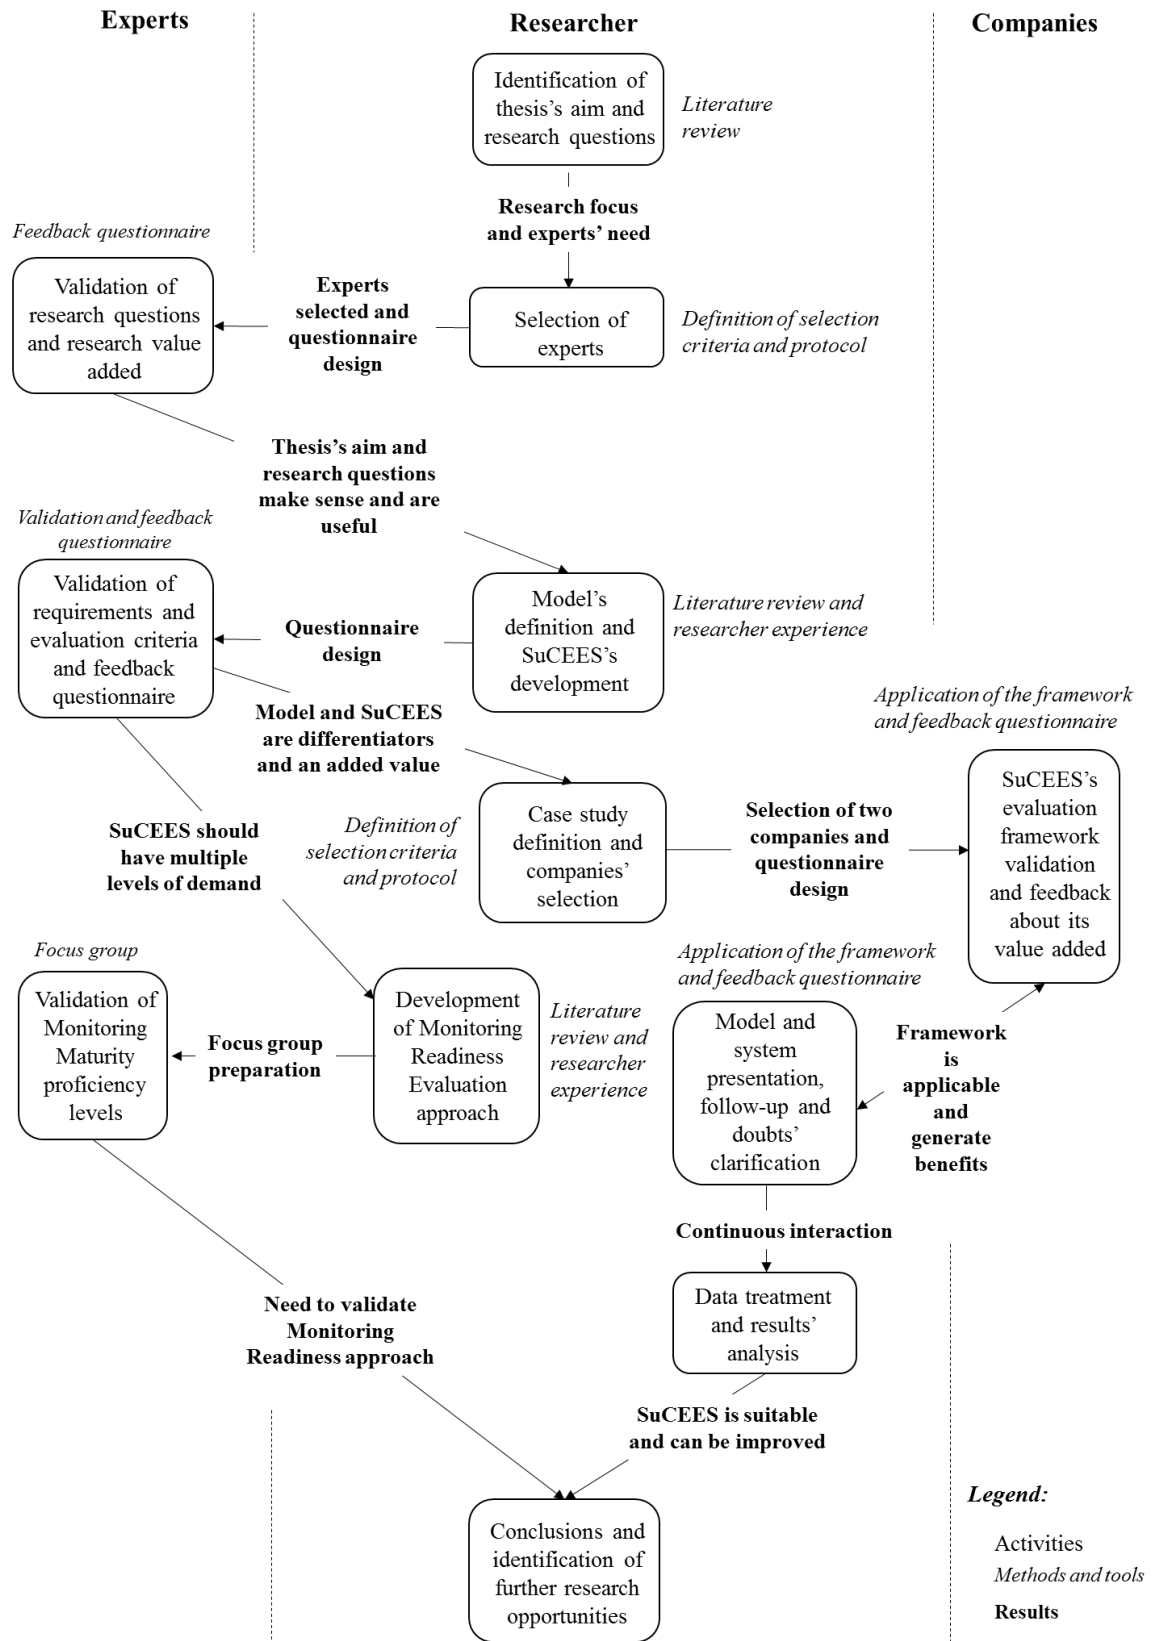 Experts
Researcher
Companies
Identification of
thesis's aim and
research questions
Literature
review
Research focus
and experts' need
Feedback questionnaire
Validation of
research questions
and research value
added
Experts
selected and
questionnaire
design
Selection of
experts
Definition of selection
criteria and protocol
Thesis's aim and
research questions
make sense and are
useful
Validation and feedback
questionnaire
Validation of
requirements and
evaluation criteria
and feedback
questionnaire
Questionnaire
design
Model's
definition and
SuCEES's
development
Literature review and
researcher experience
Model and SuCEES
are differentiators
and an added value
Application of the framework
and feedback questionnaire
SuCEES should
have multiple
levels of demand
Definition of
selection criteria
and protocol
Case study
definition and
companies'
selection
Selection of two
companies and
questionnaire
design
SuCEES's
evaluation
framework
validation
and feedback
about its
value added
Focus group
Validation of
Monitoring
Maturity
proficiency
levels
Focus group
preparation
Development
of Monitoring
Readiness
Evaluation
approach
Literature
review and
researcher
experience
Application of the framework
and feedback questionnaire
Model and
system
presentation,
follow-up and
doubts'
clarification
Framework
is
applicable
and
generate
benefits
Continuous interaction
Data treatment
and results'
analysis
Need to validate
Monitoring
Readiness approach
SuCEES is suitable
and can be improved
Conclusions and
identification of
further research
opportunities
Legend:
Activities
Methods and tools
Results